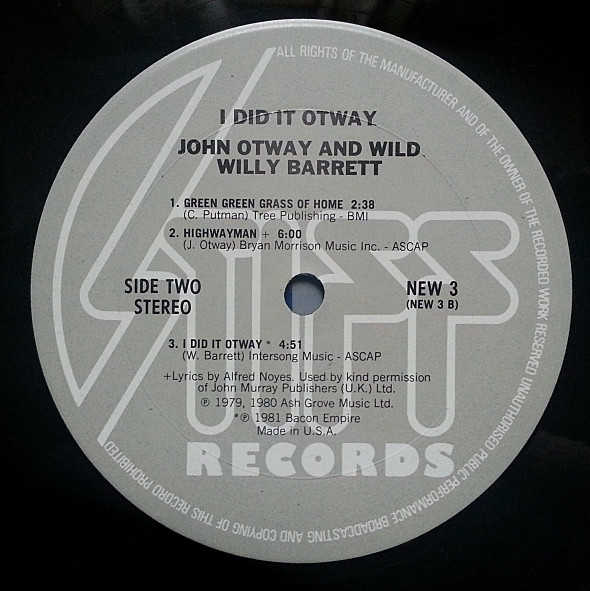 ALL RIGHTS OF THE MANUFACTURER AND OF THE OWNER OF THE RECORDED WORK RESERVED UNAUTHORISED PUBLIC PERFORMANCE BROADCASTING AND COPYING OF THIS RECORD PROHIBITED
I DID IT OTWAY
JOHN OTWAY AND WILD
WILLY BARRETT
1. GREEN GREEN GRASS OF HOME 2:38
(C. Putman) Tree Publishing - BMI
2. HIGHWAYMAN + 6:00
(J. Otway) Bryan Morrison Music Inc. - ASCAP
SIDE TWO
STEREO
NEW 3
(NEW 3 B)
3. I DID IT OTWAY * 4:51
(W. Barrett) Intersong Music - ASCAP
+Lyrics by Alfred Noyes. Used by kind permission
of John Murray Publishers (U.K.) Ltd.
℗ 1979, 1980 Ash Grove Music Ltd.
*℗ 1981 Bacon Empire
Made in U.S.A.
Stiff
RECORDS